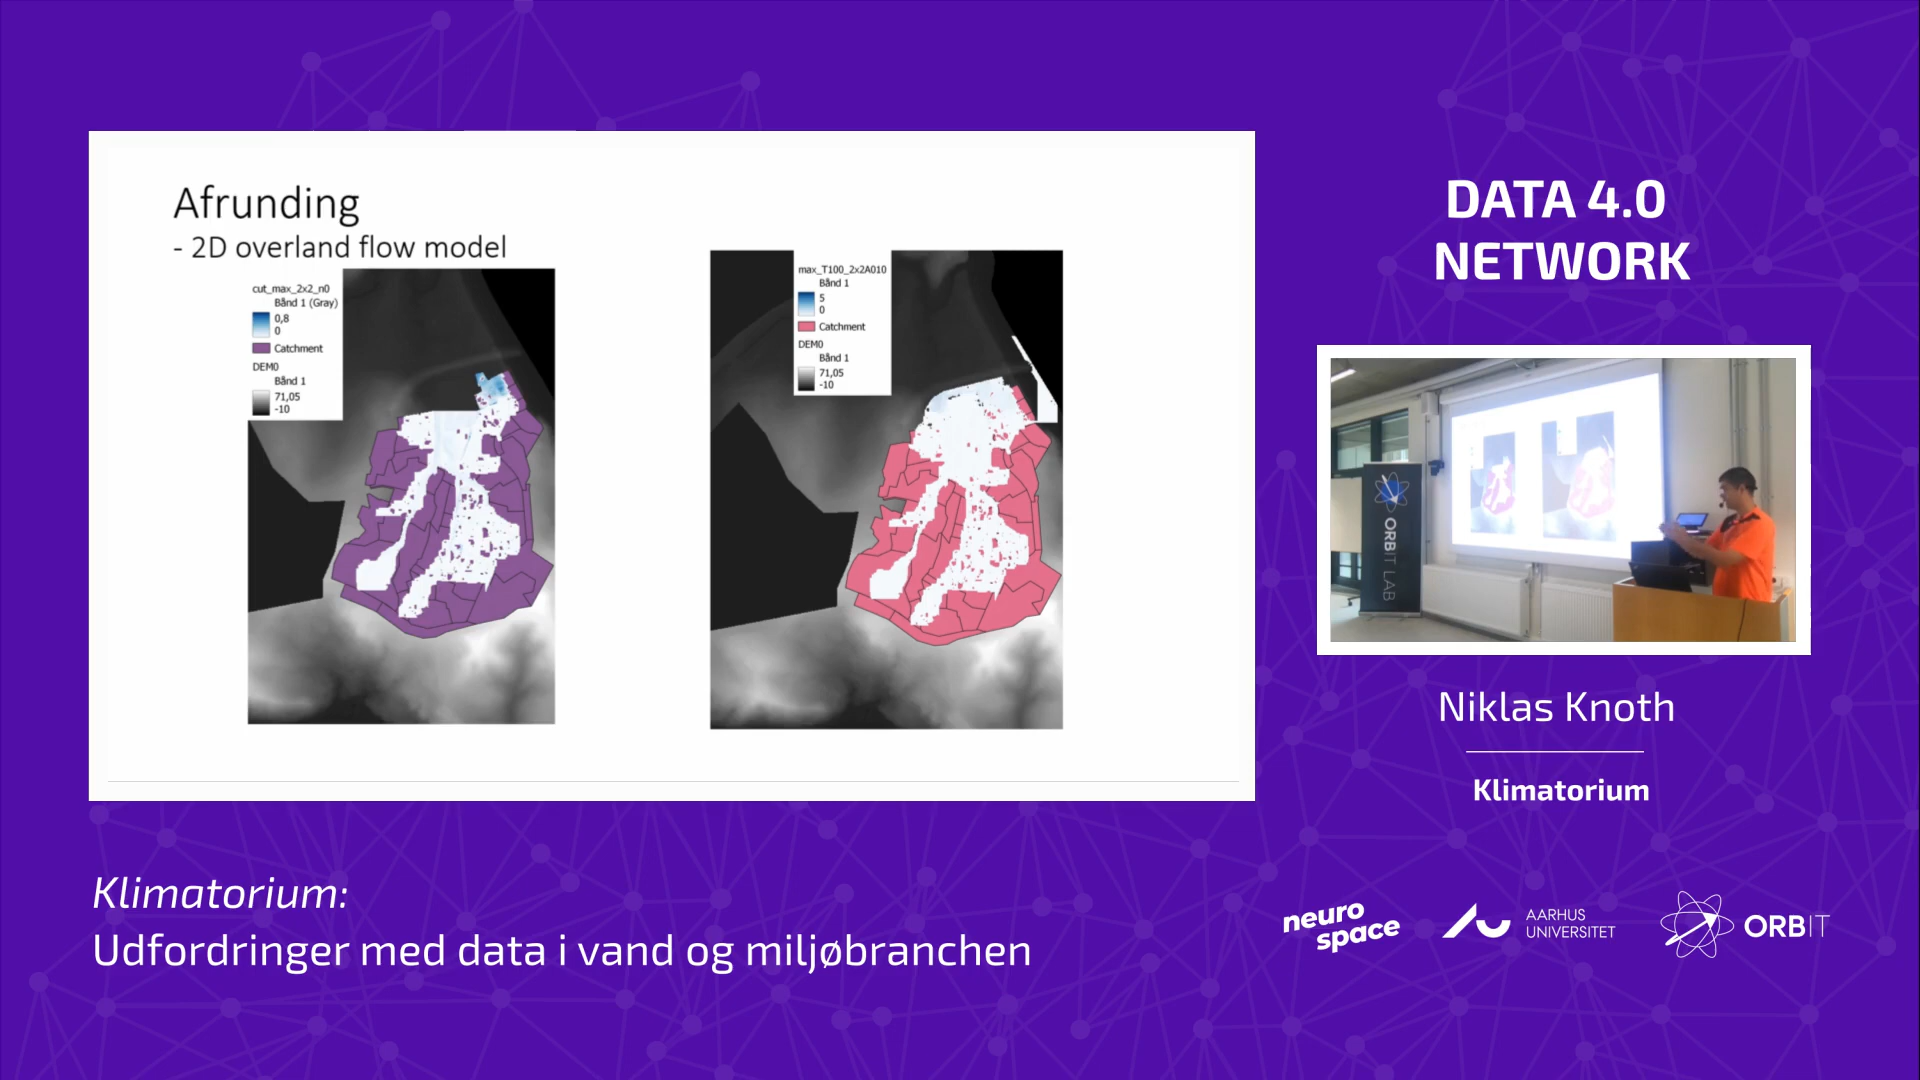 Afrunding
- 2D overland flow model
cut_max_2x2_n0
Bånd 1 (Gray)
0,8
0
Catchment
DEM0
Bånd 1
71,05
-10
max_T100_2x2A010
Bånd 1
5
0
Catchment
DEM0
Bånd 1
71,05
-10
DATA 4.0
NETWORK
ORBIT LAB
Niklas Knoth
Klimatorium
Klimatorium:
Udfordringer med data i vand og miljøbranchen
neuro
space
AARHUS
UNIVERSITET
ORBIT